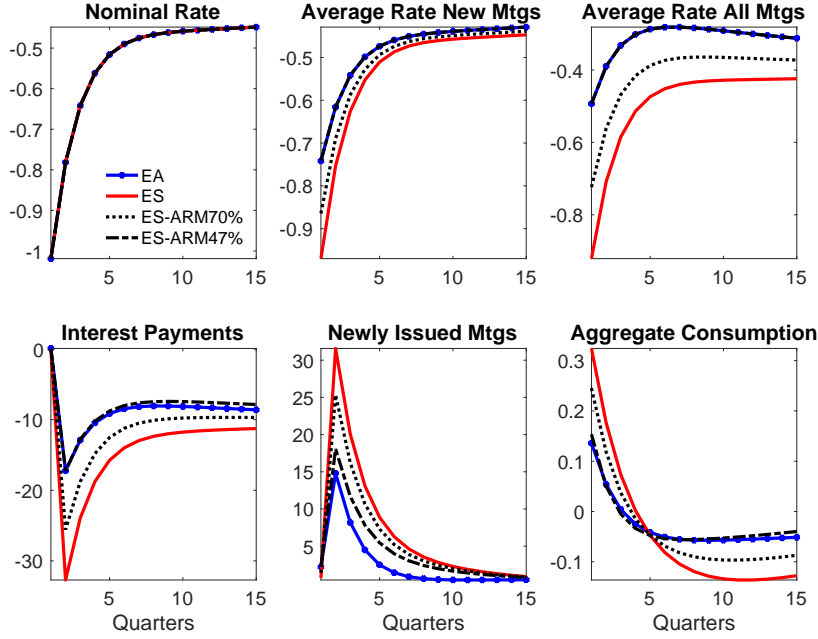 Nominal Rate
-0.5
-0.6
-0.7
-0.8
-0.9
-1
5 10 15
EA
ES
ES-ARM70%
ES-ARM47%
Average Rate New Mtgs
-0.5
-0.6
-0.7
-0.8
-0.9
5 10 15
Average Rate All Mtgs
-0.4
-0.6
-0.8
5 10 15
Interest Payments
0
-10
-20
-30
5 10 15
Quarters
Newly Issued Mtgs
30
25
20
15
10
5
5 10 15
Quarters
Aggregate Consumption
0.3
0.2
0.1
0
-0.1
5 10 15
Quarters